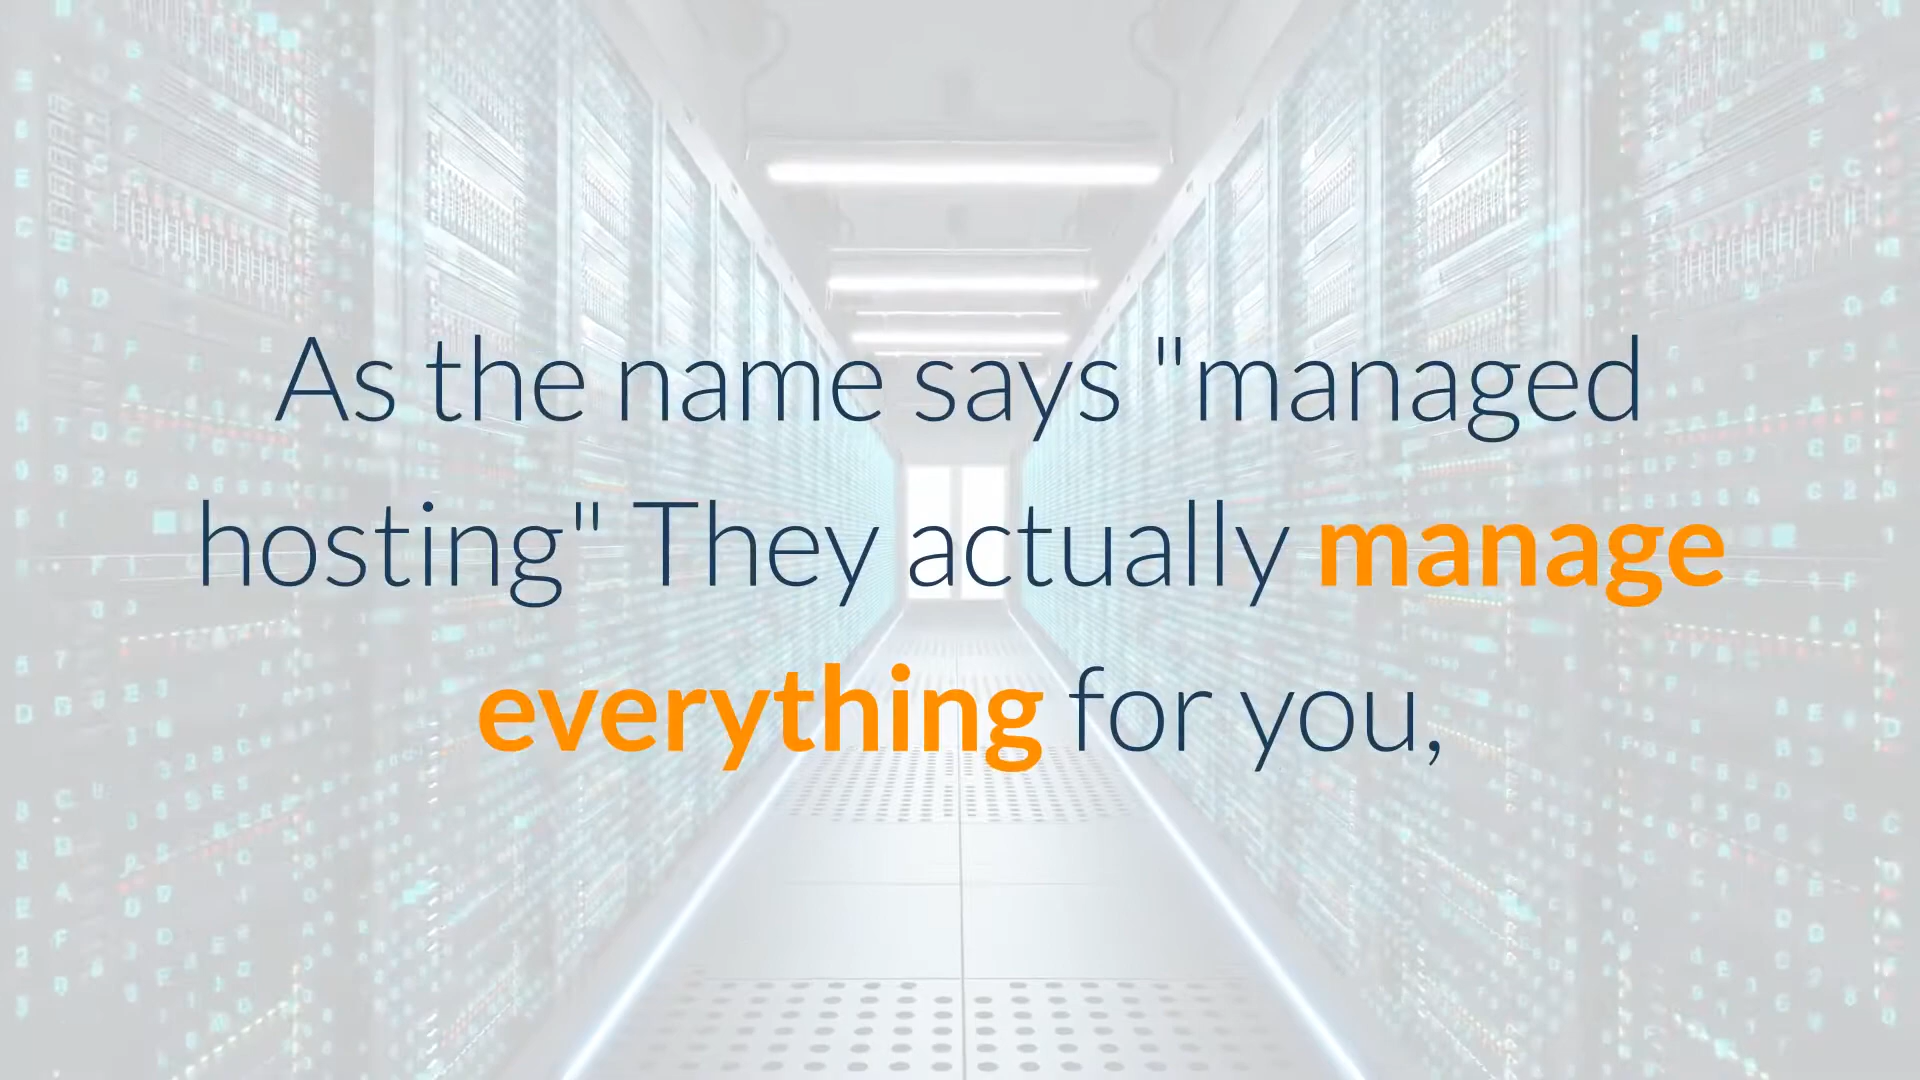 As the name says "managed
hosting" They actually manage
everything for you,